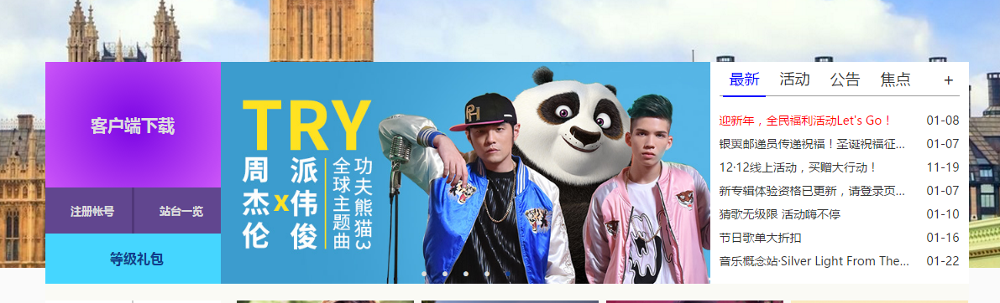 客户端下载
注册帐号
站台一览
等级礼包
TRY
周杰伦
x
派伟俊
全球主题曲
功夫熊猫3
最新 活动 公告 焦点 +
迎新年，全民福利活动Let's Go！ 01-08
银翼邮递员传递祝福！圣诞祝福征... 01-07
12·12线上活动，买赠大行动！ 11-19
新专辑体验资格已更新，请登录页... 01-07
猜歌无级限 活动嗨不停 01-10
节日歌单大折扣 01-16
音乐概念站·Silver Light From The... 01-22